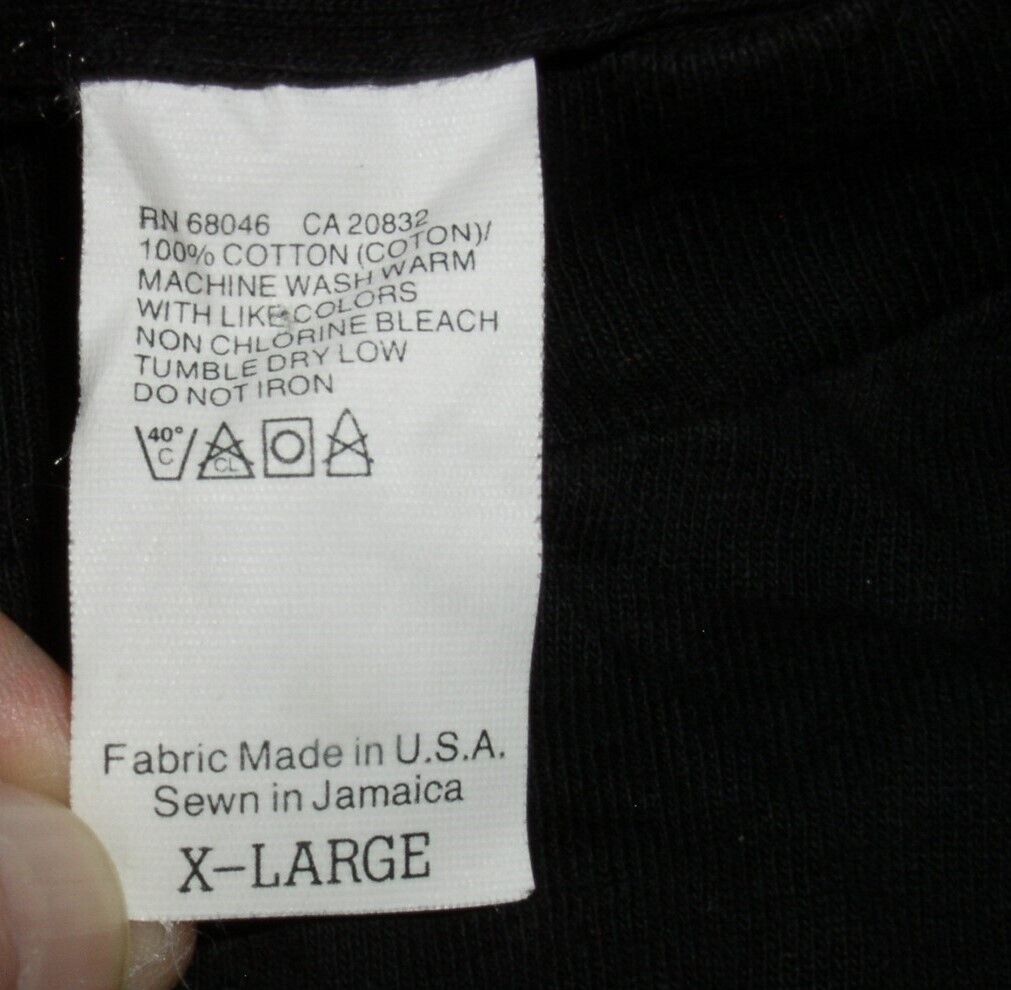 RN 68046 CA 20832
100% COTTON (COTON)/
MACHINE WASH WARM
WITH LIKE COLORS
NON CHLORINE BLEACH
TUMBLE DRY LOW
DO NOT IRON
40°
C
CL
Fabric Made in U.S.A.
Sewn in Jamaica
X-LARGE